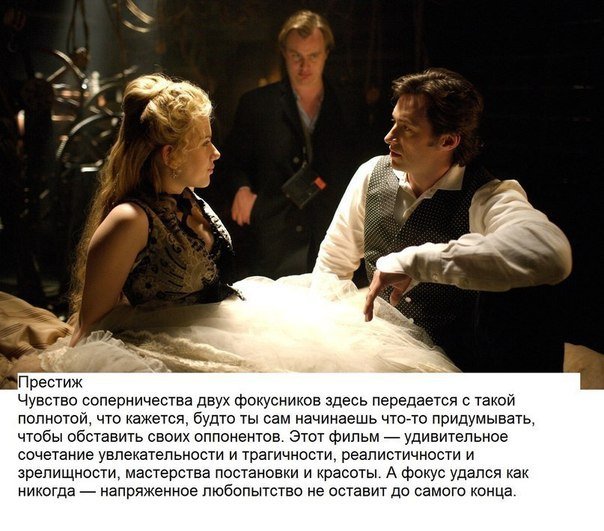 Престиж
Чувство соперничества двух фокусников здесь передается с такой
полнотой, что кажется, будто ты сам начинаешь что-то придумывать,
чтобы обставить своих оппонентов. Этот фильм — удивительное
сочетание увлекательности и трагичности, реалистичности и
зрелищности, мастерства постановки и красоты. А фокус удался как
никогда — напряженное любопытство не оставит до самого конца.